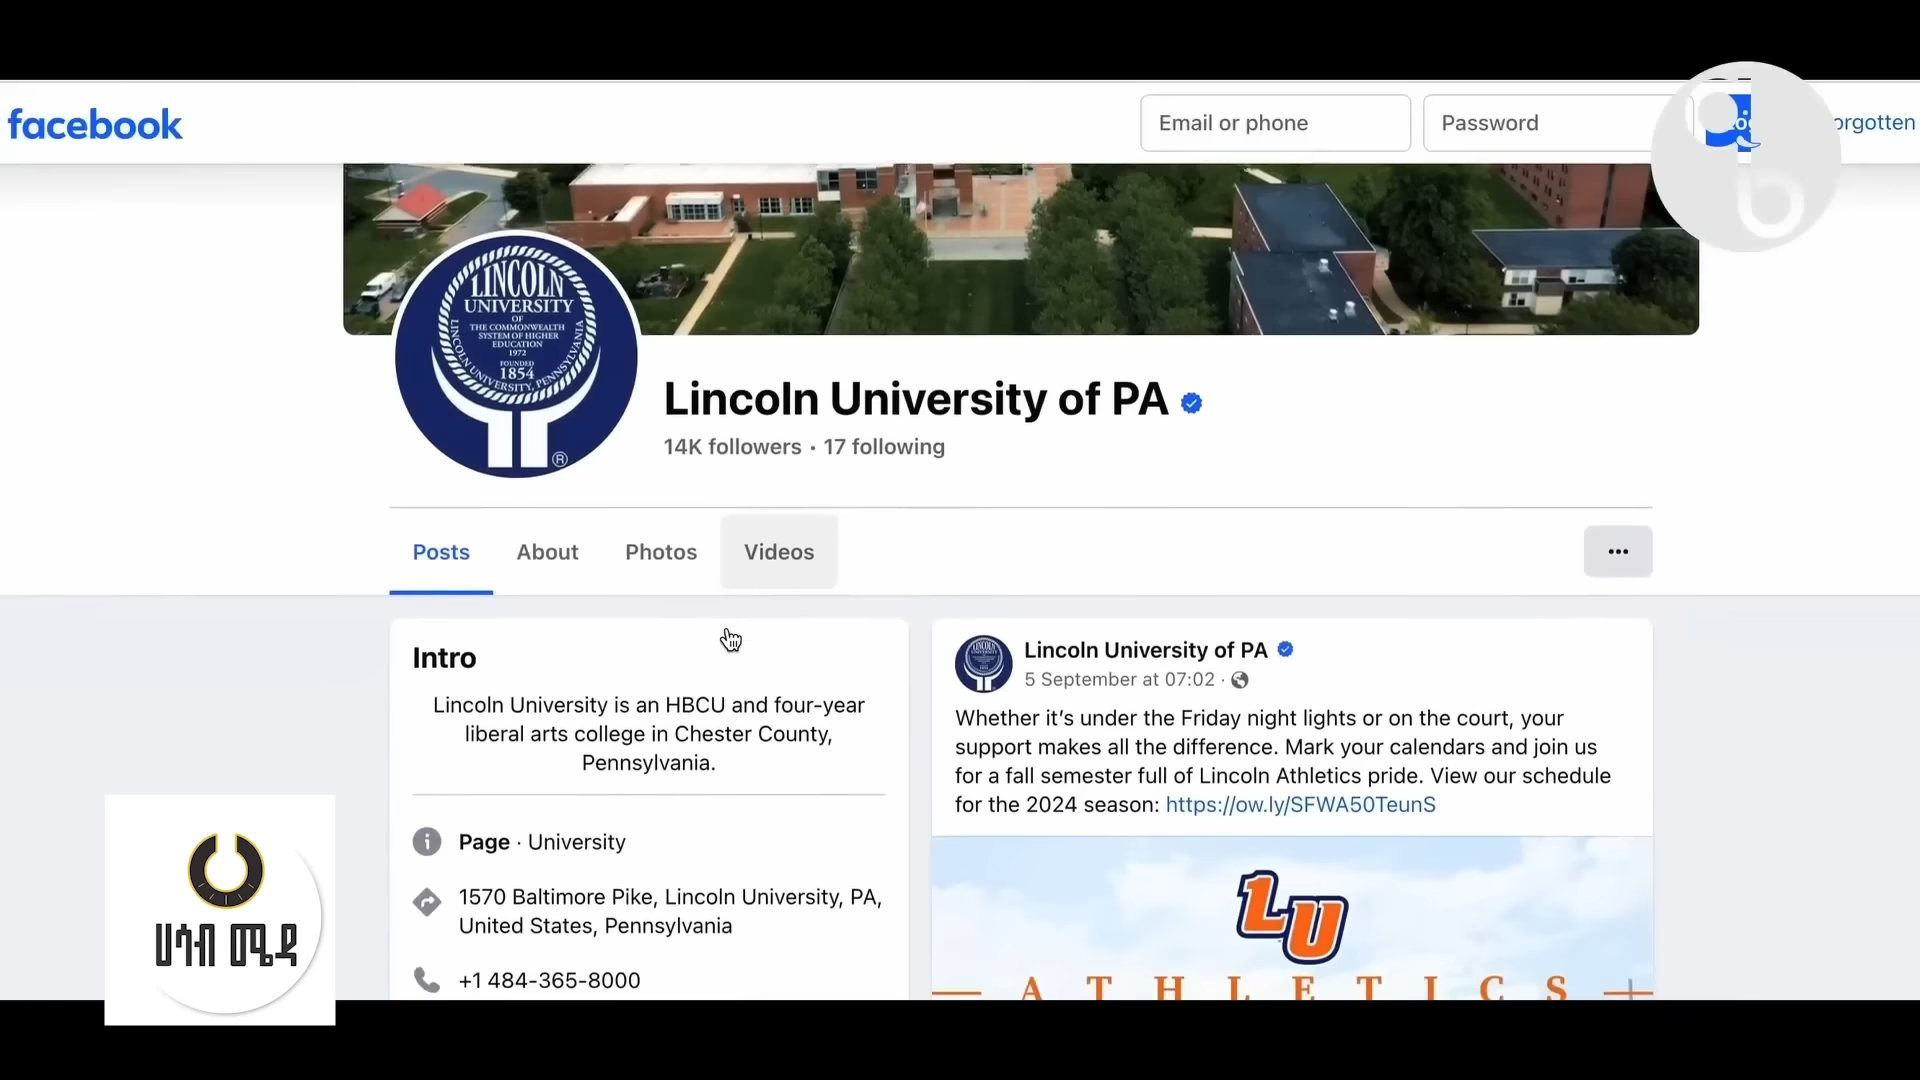 facebook
Email or phone
Password
orgotten
LINCOLN
UNIVERSITY
OF
THE COMMONWEALTH
SYSTEM OF HIGHER
EDUCATION
1972
FOUNDED
1854
LINCOLN UNIVERSITY, PENNSYLVANIA
®
Lincoln University of PA
14K followers · 17 following
Posts
About
Photos
Videos
Intro
Lincoln University is an HBCU and four-year
liberal arts college in Chester County,
Pennsylvania.
Page · University
1570 Baltimore Pike, Lincoln University, PA,
United States, Pennsylvania
+1 484-365-8000
Lincoln University of PA
5 September at 07:02 ·
Whether it’s under the Friday night lights or on the court, your
support makes all the difference. Mark your calendars and join us
for a fall semester full of Lincoln Athletics pride. View our schedule
for the 2024 season: https://ow.ly/SFWA50TeunS
LU
ATHLETICS
ሀሳብ ሜዳ